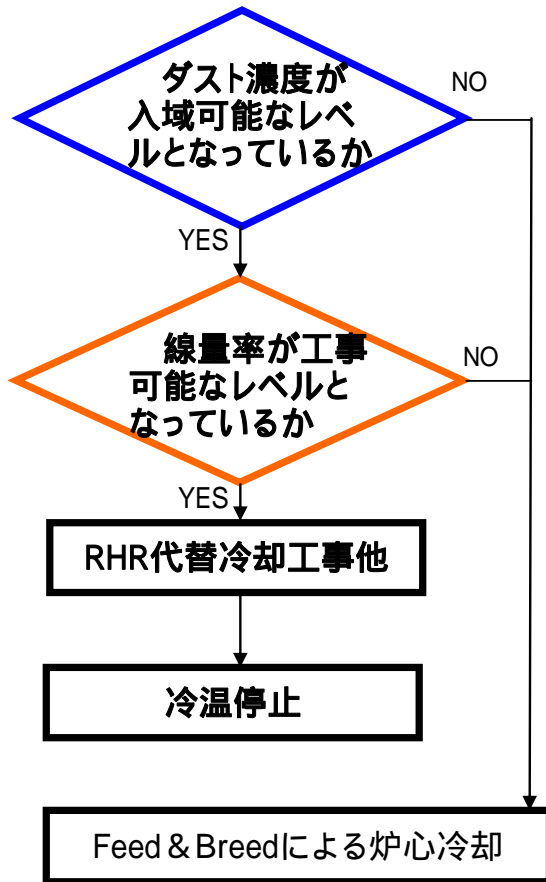 ダスト濃度が
入域可能なレベ
ルとなっているか
NO
YES
線量率が工事
可能なレベルと
なっているか
NO
YES
RHR代替冷却工事他
冷温停止
Feed＆Breedによる炉心冷却